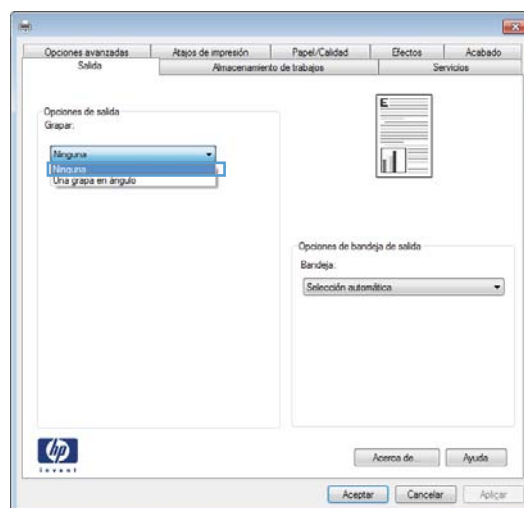 Opciones avanzadas Atajos de impresión Papel/Calidad Efectos Acabado
Salida Almacenamiento de trabajos Servicios
Opciones de salida
Grapar:
Ninguna
Ninguna
Una grapa en ángulo
E
Opciones de bandeja de salida
Bandeja:
Selección automática
hp
invent
Acerca de... Ayuda
Aceptar Cancelar Aplicar